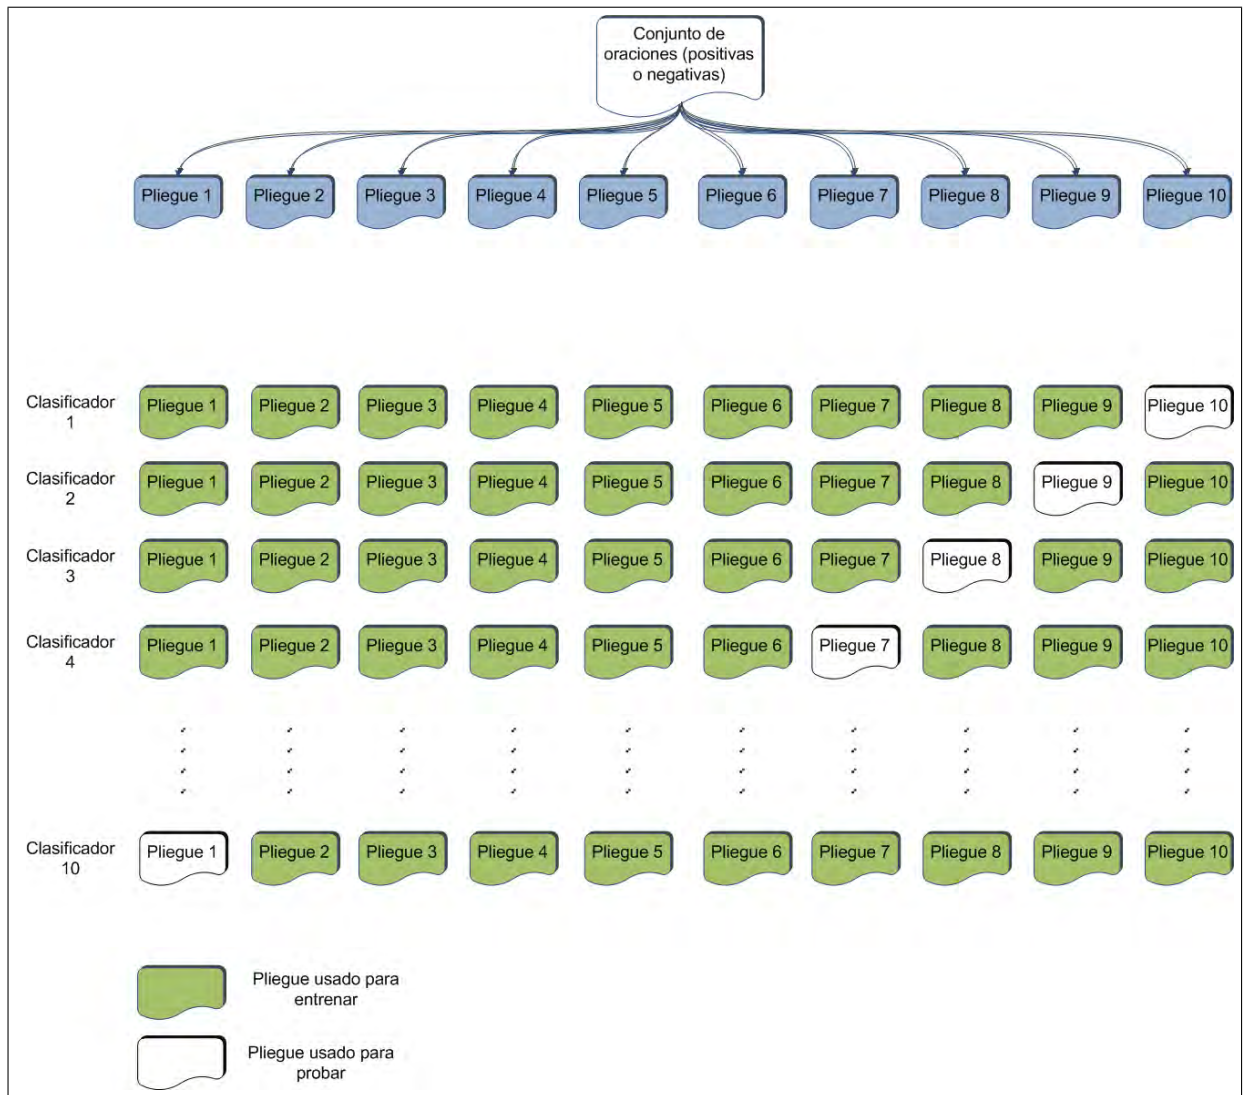 Conjunto de
oraciones (positivas
o negativas)
Pliegue 1 Pliegue 2 Pliegue 3 Pliegue 4 Pliegue 5 Pliegue 6 Pliegue 7 Pliegue 8 Pliegue 9 Pliegue 10
Clasificador
1
Pliegue 1 Pliegue 2 Pliegue 3 Pliegue 4 Pliegue 5 Pliegue 6 Pliegue 7 Pliegue 8 Pliegue 9 Pliegue 10
Clasificador
2
Pliegue 1 Pliegue 2 Pliegue 3 Pliegue 4 Pliegue 5 Pliegue 6 Pliegue 7 Pliegue 8 Pliegue 9 Pliegue 10
Clasificador
3
Pliegue 1 Pliegue 2 Pliegue 3 Pliegue 4 Pliegue 5 Pliegue 6 Pliegue 7 Pliegue 8 Pliegue 9 Pliegue 10
Clasificador
4
Pliegue 1 Pliegue 2 Pliegue 3 Pliegue 4 Pliegue 5 Pliegue 6 Pliegue 7 Pliegue 8 Pliegue 9 Pliegue 10
Clasificador
10
Pliegue 1 Pliegue 2 Pliegue 3 Pliegue 4 Pliegue 5 Pliegue 6 Pliegue 7 Pliegue 8 Pliegue 9 Pliegue 10
Pliegue usado para
entrenar
Pliegue usado para
probar